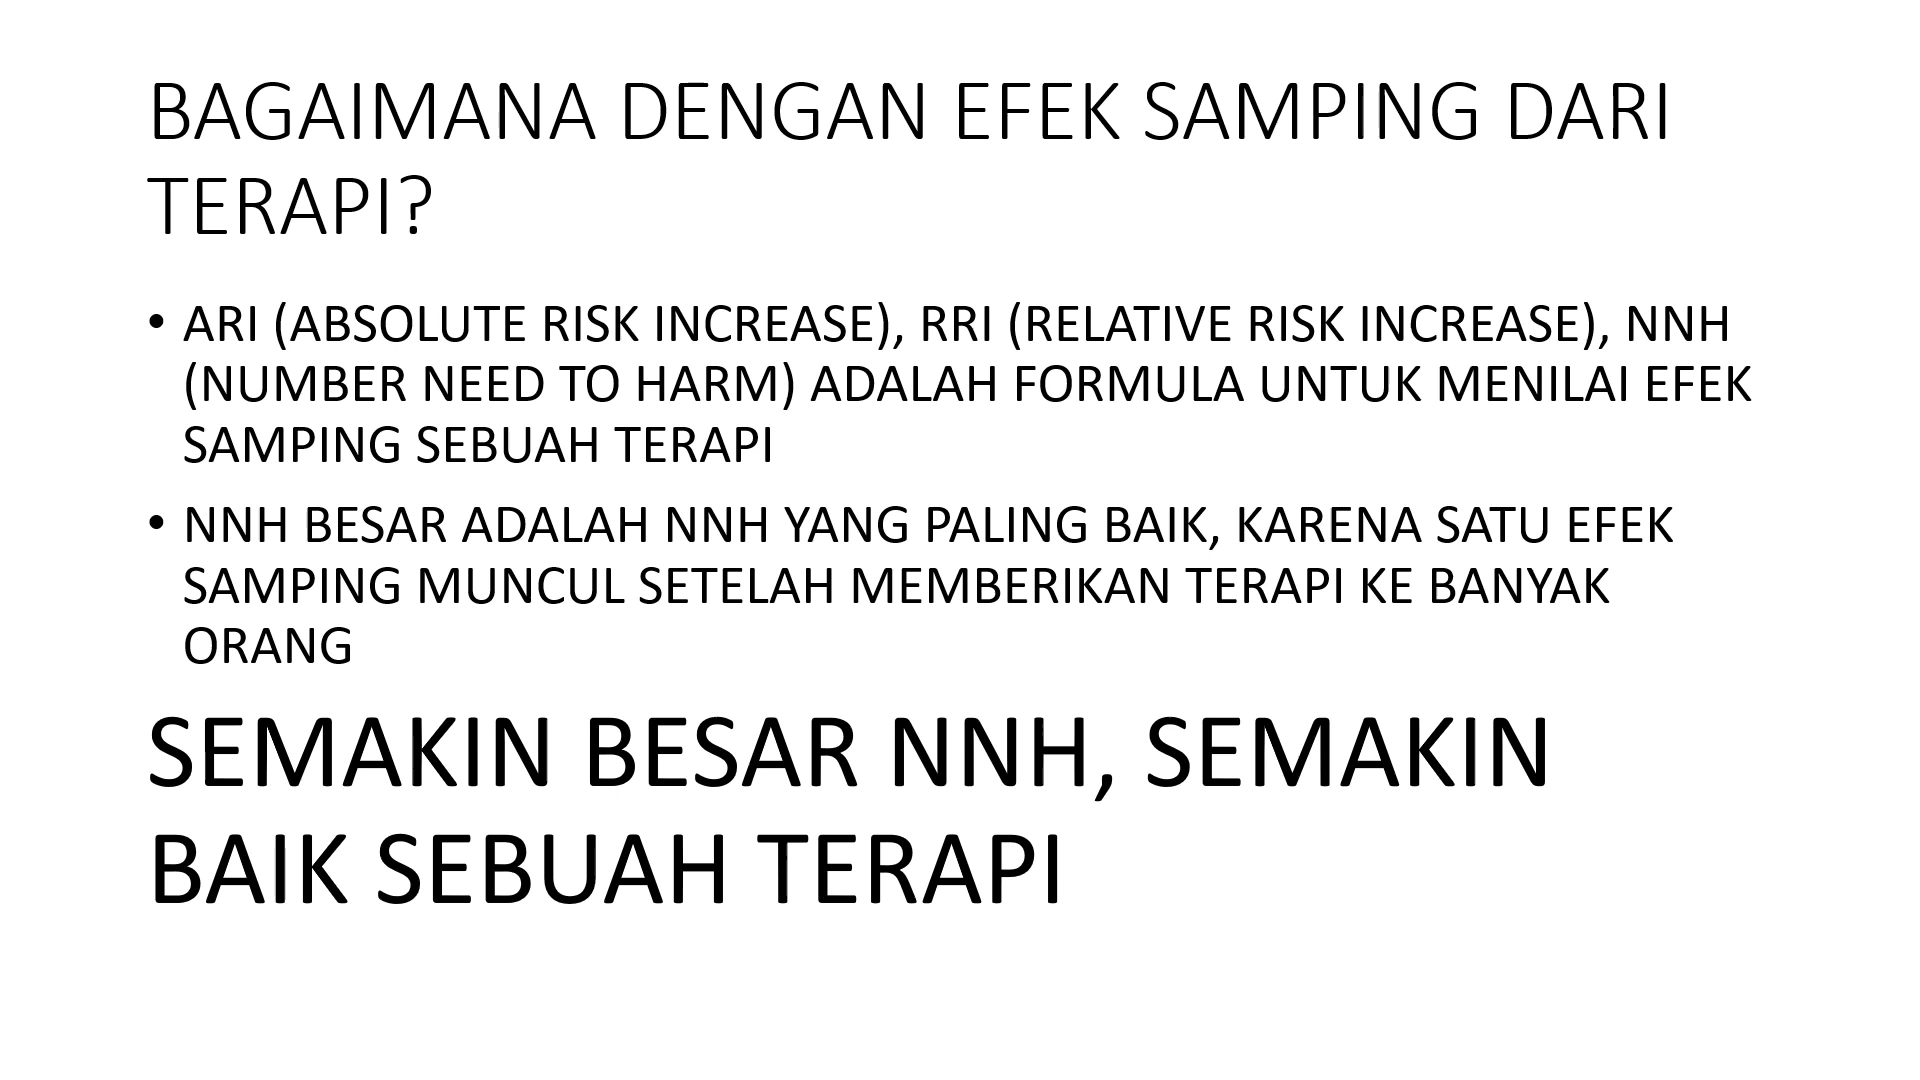 BAGAIMANA DENGAN EFEK SAMPING DARI
TERAPI?
• ARI (ABSOLUTE RISK INCREASE), RRI (RELATIVE RISK INCREASE), NNH
(NUMBER NEED TO HARM) ADALAH FORMULA UNTUK MENILAI EFEK
SAMPING SEBUAH TERAPI
• NNH BESAR ADALAH NNH YANG PALING BAIK, KARENA SATU EFEK
SAMPING MUNCUL SETELAH MEMBERIKAN TERAPI KE BANYAK
ORANG
SEMAKIN BESAR NNH, SEMAKIN
BAIK SEBUAH TERAPI